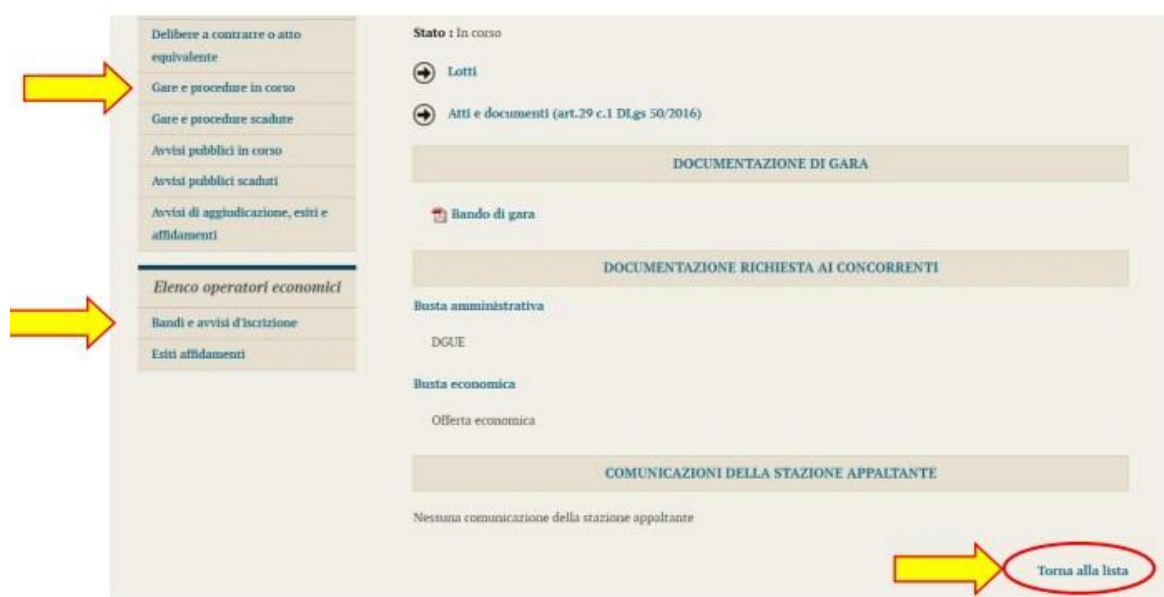 Delibere a contrarre o atto
equivalente
Gare e procedure in corso
Gare e procedure scadute
Avvisi pubblici in corso
Avvisi pubblici scaduti
Avvisi di aggiudicazione, esiti e
affidamenti
Elenco operatori economici
Bandi e avvisi d'iscrizione
Esiti affidamenti
Stato : In corso
Lotti
Atti e documenti (art.29 c.1 DLgs 50/2016)
DOCUMENTAZIONE DI GARA
Bando di gara
DOCUMENTAZIONE RICHIESTA AI CONCORRENTI
Busta amministrativa
DGUE
Busta economica
Offerta economica
COMUNICAZIONI DELLA STAZIONE APPALTANTE
Nessuna comunicazione della stazione appaltante
Torna alla lista